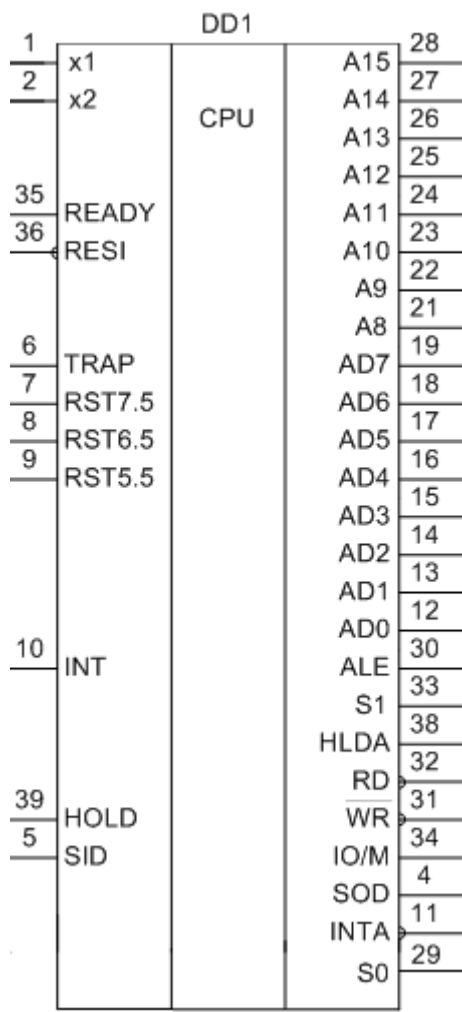 DD1
1 x1 A15 28
2 x2 A14 27
CPU
A13 26
A12 25
35 READY A11 24
36 RESI A10 23
A9 22
A8 21
6 TRAP AD7 19
7 RST7.5 AD6 18
8 RST6.5 AD5 17
9 RST5.5 AD4 16
AD3 15
AD2 14
AD1 13
AD0 12
10 INT ALE 30
S1 33
HLDA 38
RD 32
39 HOLD WR 31
5 SID IO/M 34
SOD 4
INTA 11
S0 29